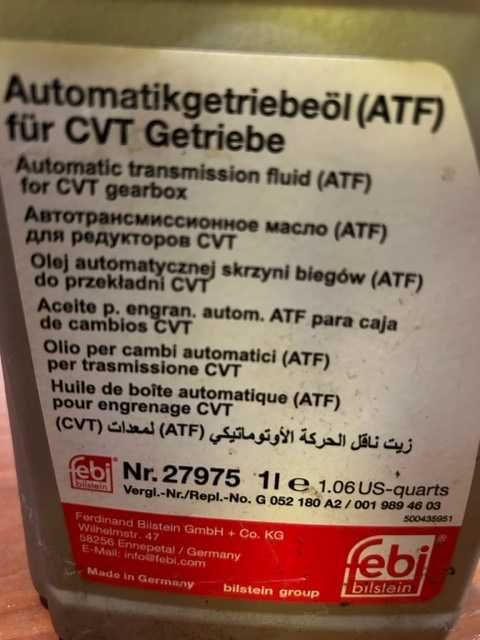 Automatikgetriebeöl (ATF)
für CVT Getriebe
Automatic transmission fluid (ATF)
for CVT gearbox
Автотрансмиссионное масло (ATF)
для редукторов CVT
Olej automatycznej skrzyni biegów (ATF)
do przekładni CVT
Aceite p. engran. autom. ATF para caja
de cambios CVT
Olio per cambi automatici (ATF)
per trasmissione CVT
Huile de boîte automatique (ATF)
pour engrenage CVT
زيت ناقل الحركة الأوتوماتيكي (ATF) لمعدات (CVT)
febi bilstein Nr. 27975 1l e 1.06 US-quarts
Vergl.-Nr./Repl.-No. G 052 180 A2 / 001 989 46 03
500435951
Ferdinand Bilstein GmbH + Co. KG
Wilhelmstr. 47
58256 Ennepetal / Germany
E-Mail: info@febi.com
Made in Germany
bilstein group
febi
bilstein